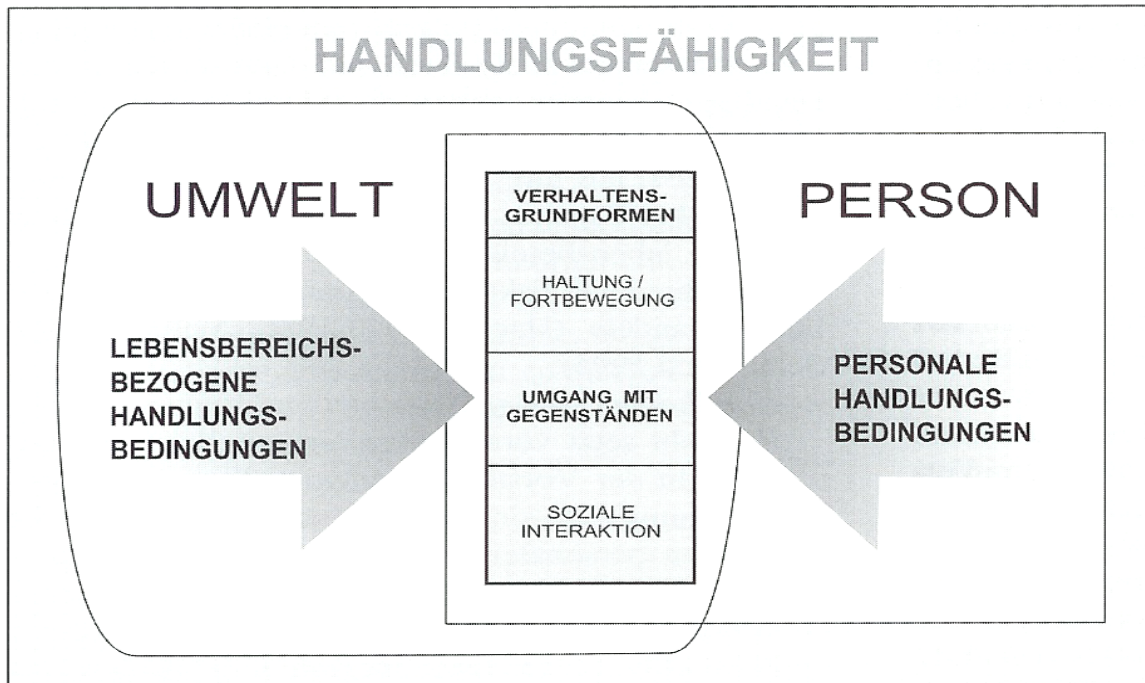 HANDLUNGSFÄHIGKEIT
UMWELT
LEBENSBEREICHS-
BEZOGENE
HANDLUNGS-
BEDINGUNGEN
VERHALTENS-
GRUNDFORMEN
HALTUNG /
FORTBEWEGUNG
UMGANG MIT
GEGENSTÄNDEN
SOZIALE
INTERAKTION
PERSON
PERSONALE
HANDLUNGS-
BEDINGUNGEN